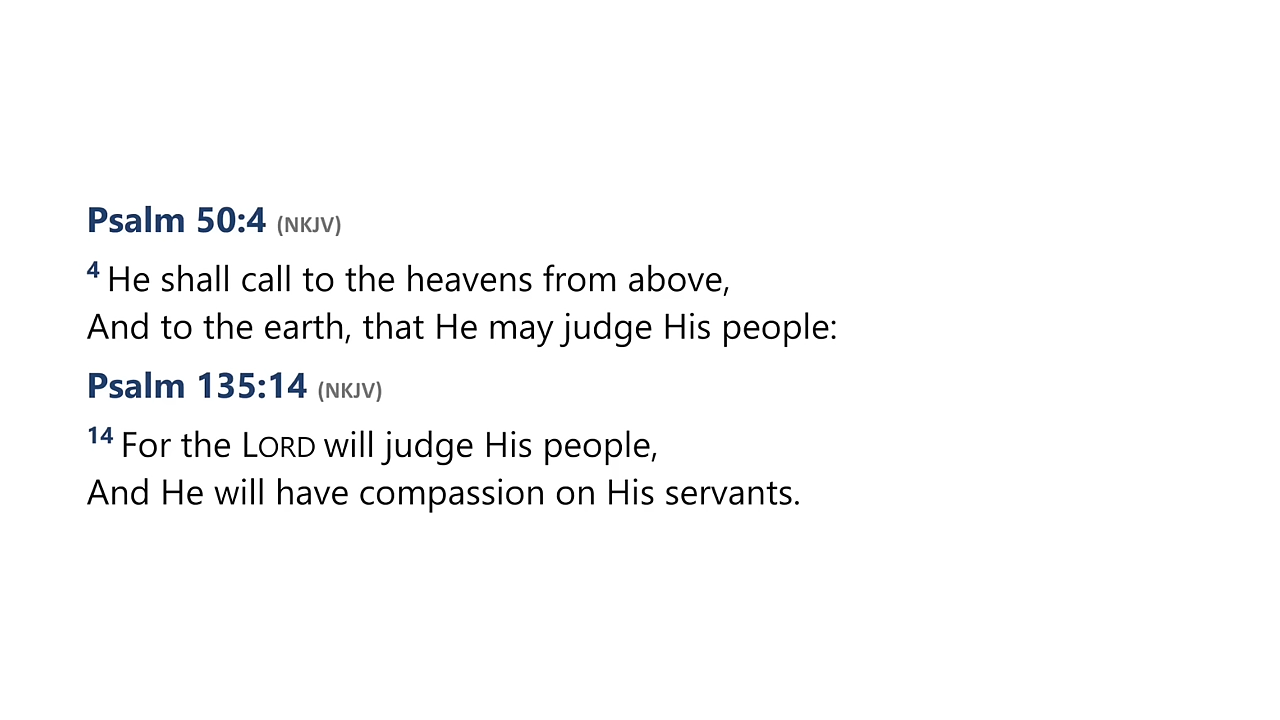 Psalm 50:4 (NKJV)
4 He shall call to the heavens from above,
And to the earth, that He may judge His people:
Psalm 135:14 (NKJV)
14 For the LORD will judge His people,
And He will have compassion on His servants.